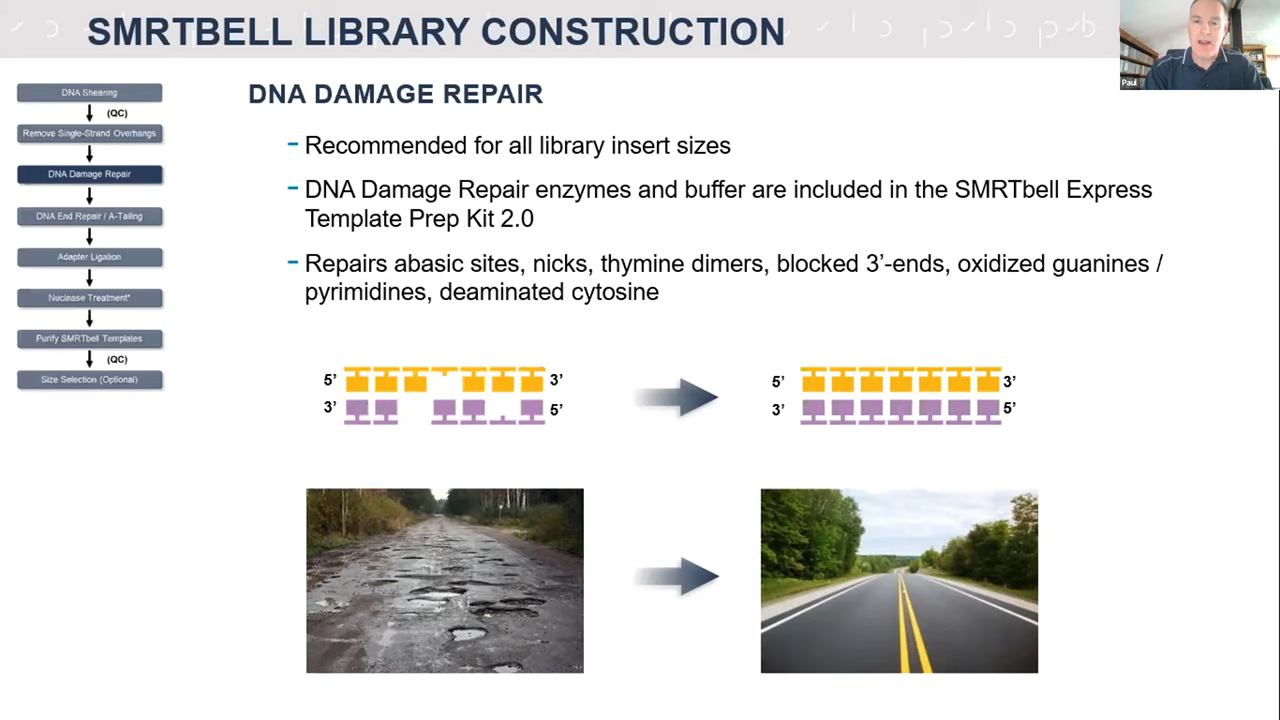 SMRTBELL LIBRARY CONSTRUCTION
Paul
DNA Shearing
(QC)
Remove Single-Strand Overhangs
DNA Damage Repair
DNA End Repair / A-Tailing
Adapter Ligation
Nuclease Treatment*
Purify SMRTbell Templates
(QC)
Size Selection (Optional)
DNA DAMAGE REPAIR
- Recommended for all library insert sizes
- DNA Damage Repair enzymes and buffer are included in the SMRTbell Express
Template Prep Kit 2.0
- Repairs abasic sites, nicks, thymine dimers, blocked 3'-ends, oxidized guanines /
pyrimidines, deaminated cytosine
5' 3'
3' 5'
5' 3'
3' 5'